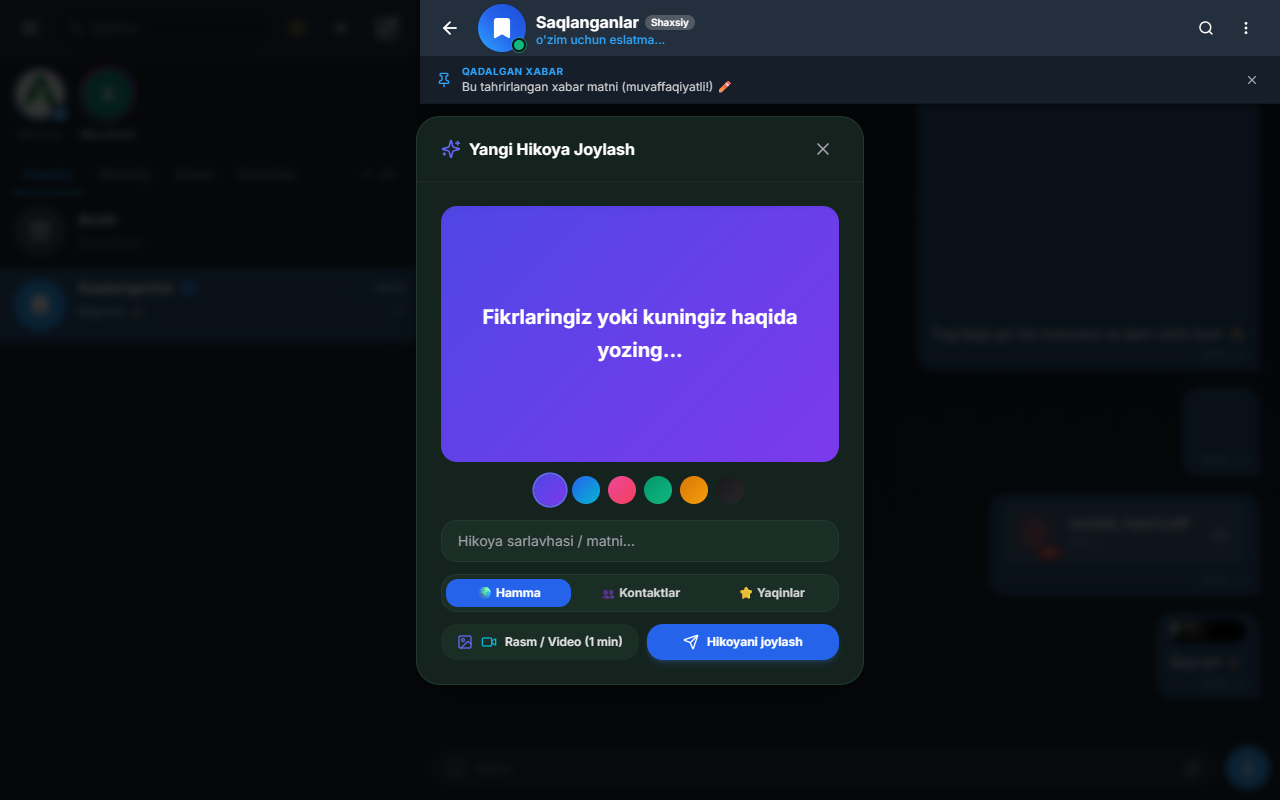 Saqlanganlar Shaxsiy
o'zim uchun eslatma...
QADALGAN XABAR
Bu tahrirlangan xabar matni (muvaffaqiyatli!) ✏️
Yangi Hikoya Joylash
Fikrlaringiz yoki kuningiz haqida
yozing...
Hikoya sarlavhasi / matni...
🌍 Hamma
👥 Kontaktlar
⭐ Yaqinlar
Rasm / Video (1 min)
Hikoyani joylash